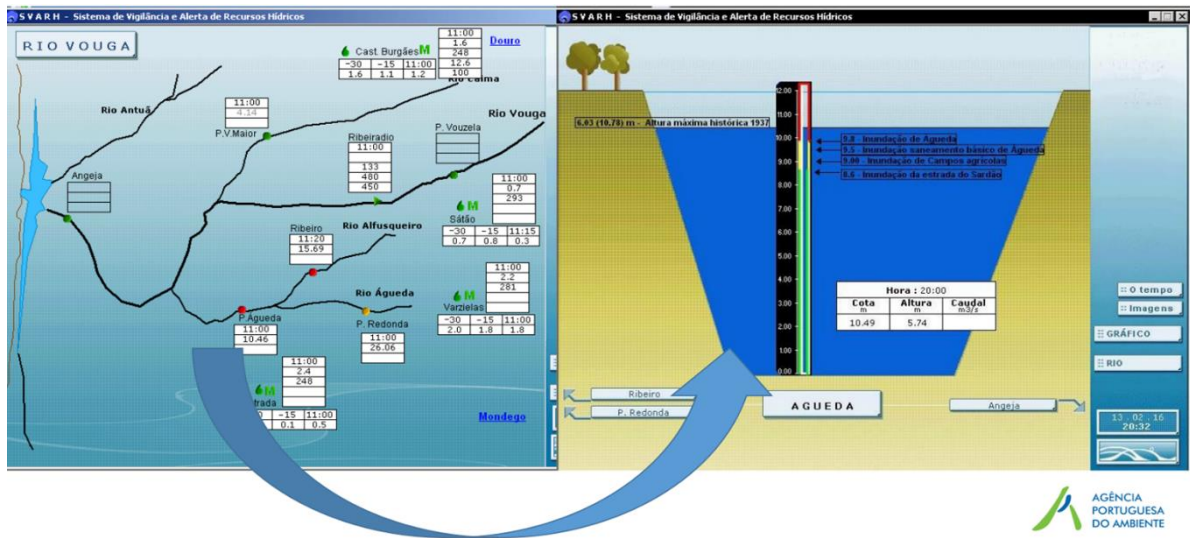 SVARH - Sistema de Vigilância e Alerta de Recursos Hídricos
RIO VOUGA
Cast. Burgães M
-30 -15 11:00
1.6 1.1 1.2
11:00
1.6
248
12.6
100
Douro
Rio Caima
Rio Antuã
11:00
4.14
P.V.Maior
Rio Vouga
Ribeiradio
11:00
133
480
450
P. Vouzela
Angeja
11:00
0.7
293
M
Sátão
-30 -15 11:15
0.7 0.8 0.3
Rio Alfusqueiro
Ribeiro
11:20
15.69
11:00
2.2
281
M
Varzielas
-30 -15 11:00
2.0 1.8 1.8
Rio Águeda
P.Agueda
11:00
10.46
P. Redonda
11:00
26.06
11:00
2.4
248
M
-15 11:00
0.1 0.5
Mondego
SVARH - Sistema de Vigilância e Alerta de Recursos Hídricos
12.00
11.00
10.00
9.00
8.00
7.00
6.00
5.00
4.00
3.00
2.00
1.00
0.00
6.03 (10.78) m - Altura máxima histórica 1937
9.8 - Inundação de Agueda
9.5 - Inundação saneamento básico de Águeda
9.00 - Inundação de Campos agrícolas
8.6 - Inundação da estrada do Sardão
Hora : 20:00
Cota Altura Caudal
m m m3/s
10.49 5.74
Ribeiro
P. Redonda
AGUEDA
Angeja
:: O tempo
:: Imagens
:: GRÁFICO
:: RIO
13 . 02 . 16
20:32
AGÊNCIA
PORTUGUESA
DO AMBIENTE